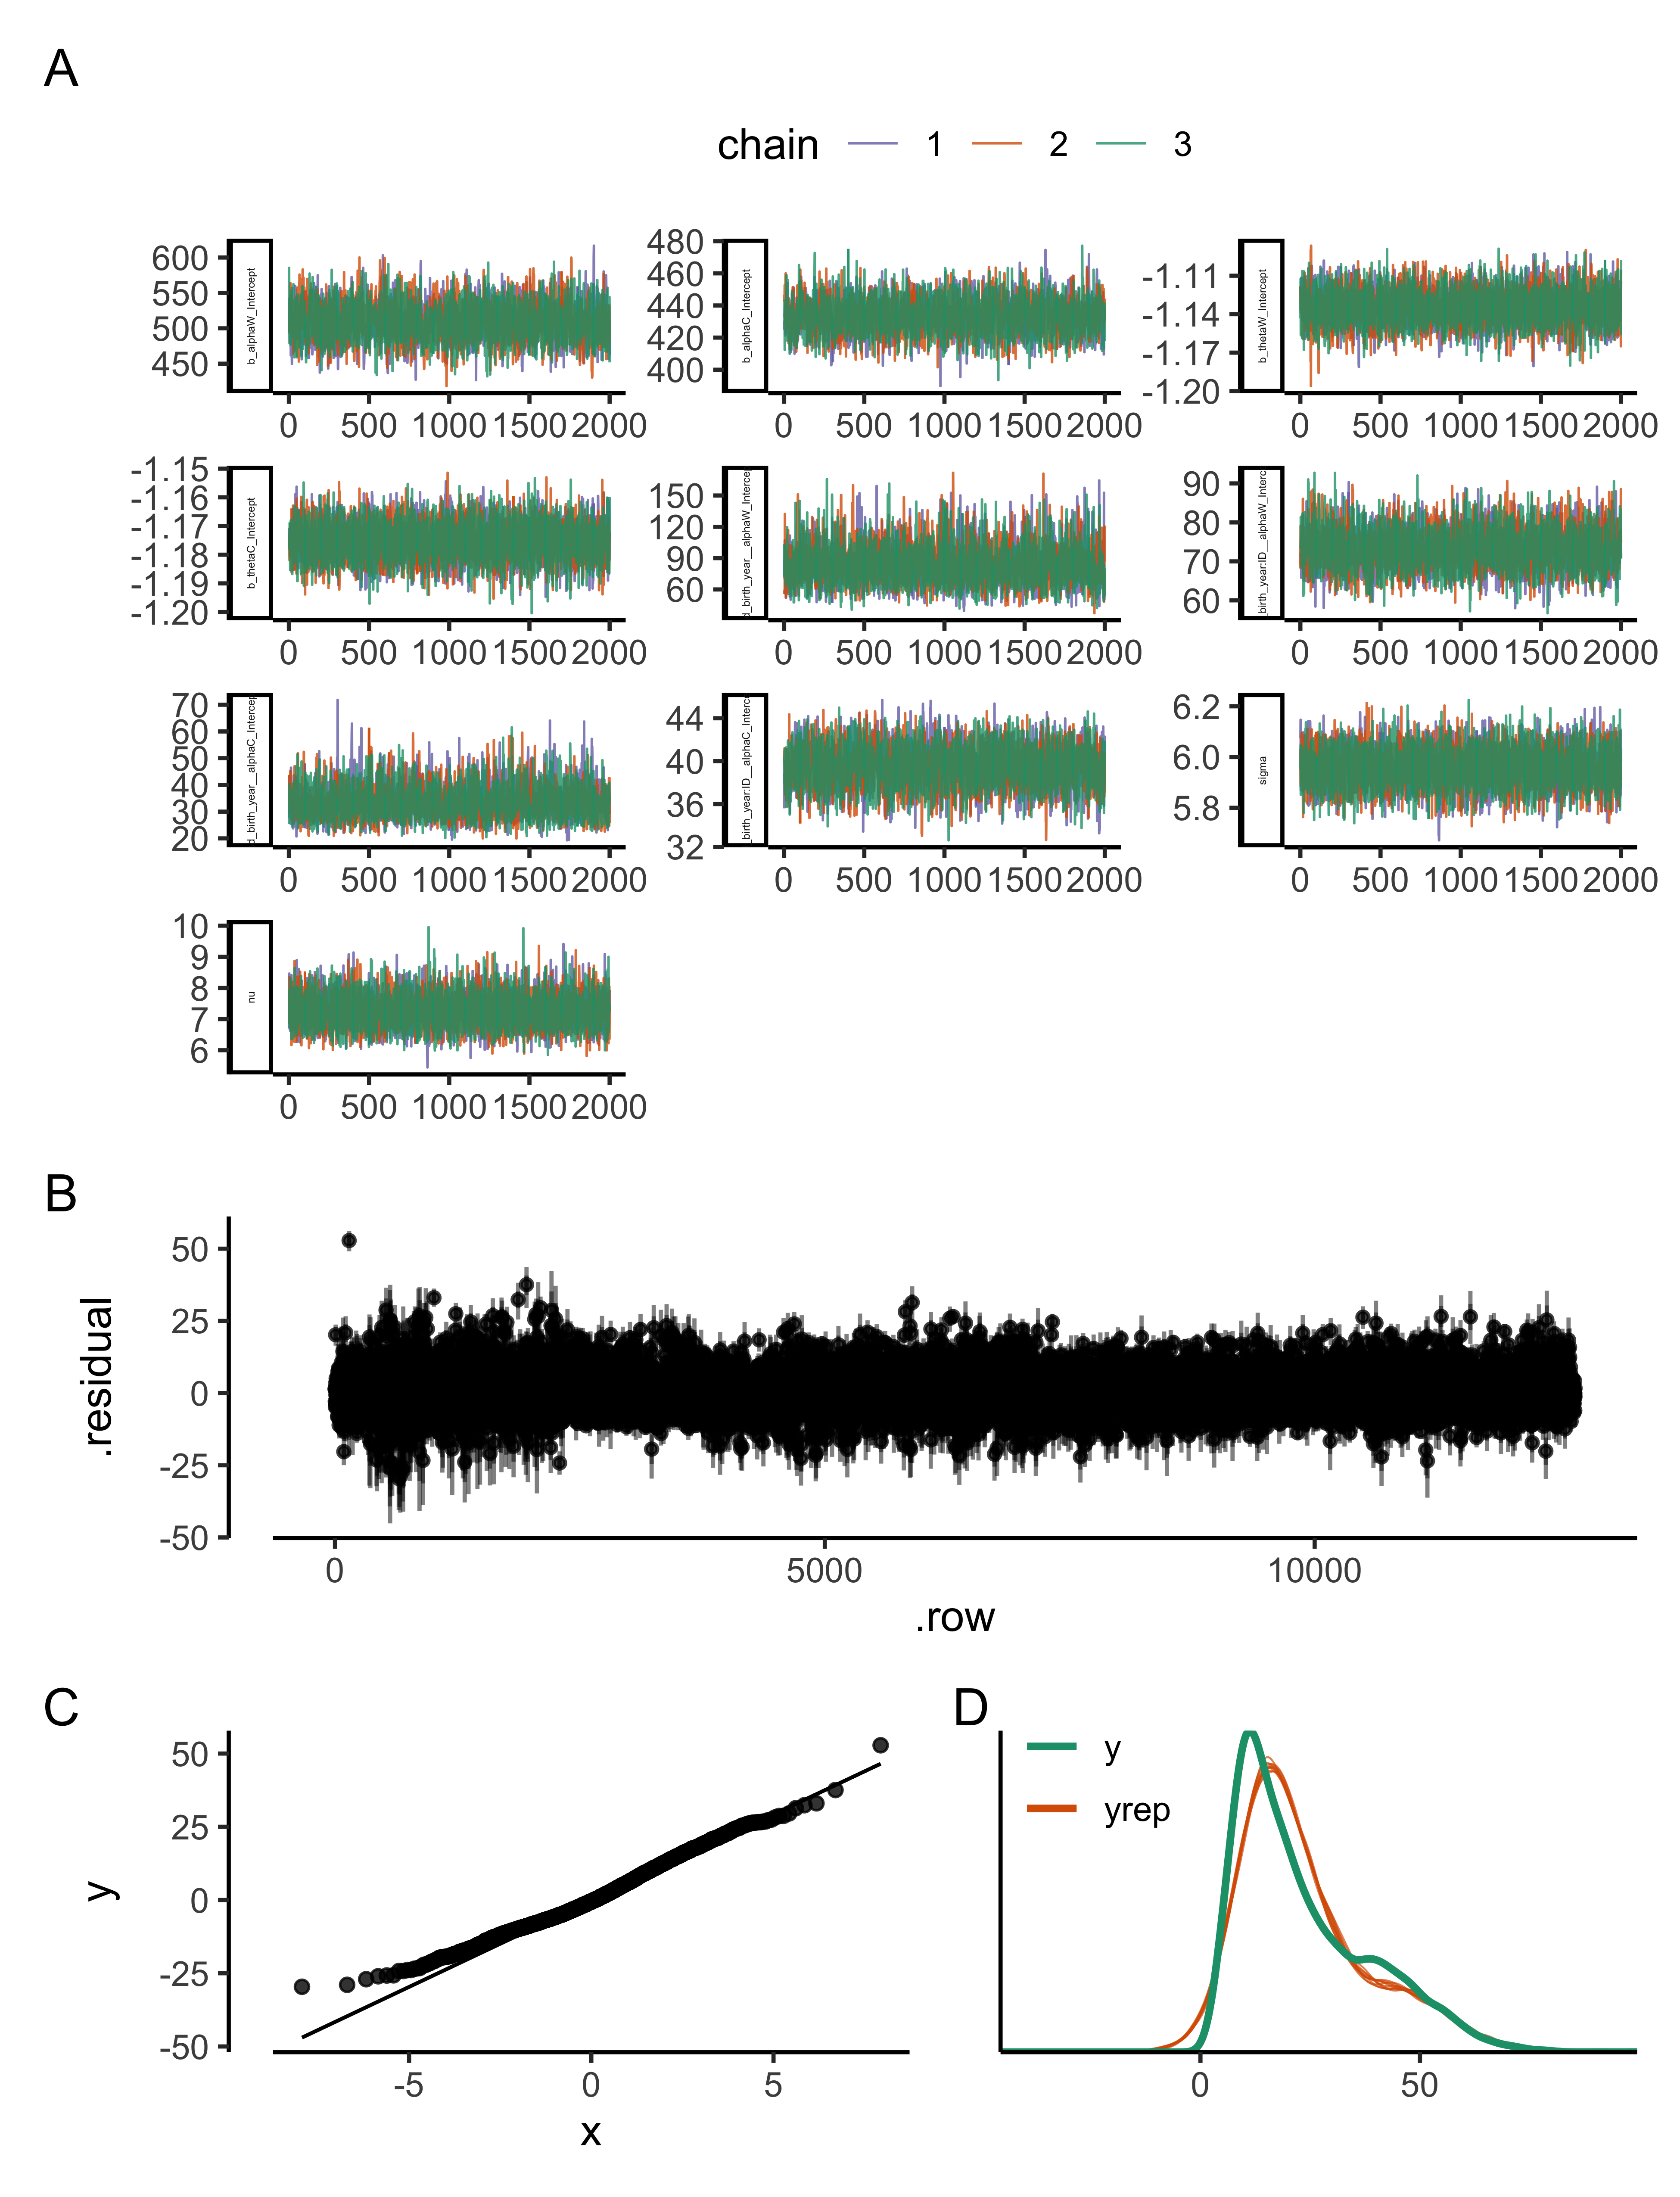 A
chain 1 2 3
600
550
500
450
b_alphaW_Intercept
0 500 1000 1500 2000
480
460
440
420
400
b_alphaC_Intercept
0 500 1000 1500 2000
-1.11
-1.14
-1.17
-1.20
b_thetaW_Intercept
0 500 1000 1500 2000
-1.15
-1.16
-1.17
-1.18
-1.19
-1.20
b_thetaC_Intercept
0 500 1000 1500 2000
150
120
90
60
d_birth_year__alphaW_Intercep
0 500 1000 1500 2000
90
80
70
60
_birth_year:ID__alphaW_Interc
0 500 1000 1500 2000
70
60
50
40
30
20
d_birth_year__alphaC_Intercep
0 500 1000 1500 2000
44
40
36
32
_birth_year:ID__alphaC_Interc
0 500 1000 1500 2000
6.2
6.0
5.8
sigma
0 500 1000 1500 2000
10
9
8
7
6
nu
0 500 1000 1500 2000
B
50
25
0
-25
-50
.residual
0 5000 10000
.row
C
50
25
0
-25
-50
y
-5 0 5
x
D
y
yrep
0 50